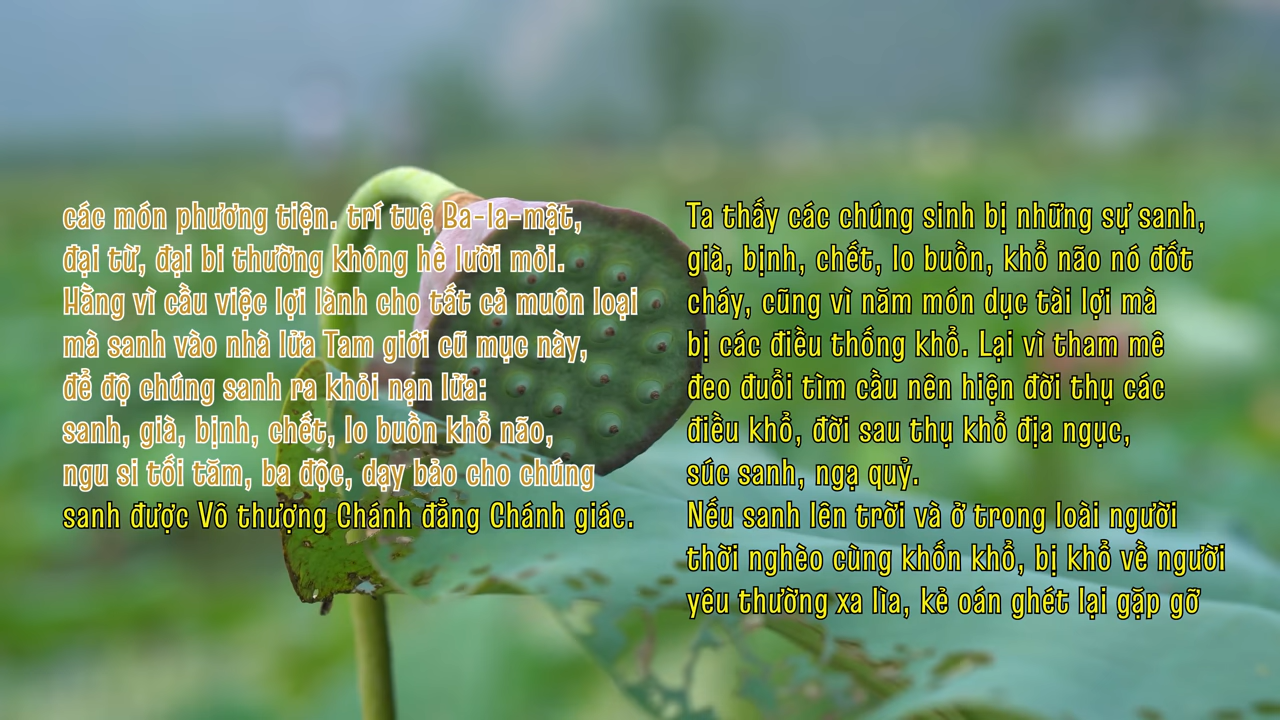 các món phương tiện. trí tuệ Ba-la-mật,
đại từ, đại bi thường không hề lười mỏi.
Hằng vì cầu việc lợi lành cho tất cả muôn loại
mà sanh vào nhà lửa Tam giới cũ mục này,
để độ chúng sanh ra khỏi nạn lửa:
sanh, già, bịnh, chết, lo buồn khổ não,
ngu si tối tăm, ba độc, dạy bảo cho chúng
sanh được Vô thượng Chánh đẳng Chánh giác.
Ta thấy các chúng sinh bị những sự sanh,
già, bịnh, chết, lo buồn, khổ não nó đốt
cháy, cũng vì năm món dục tài lợi mà
bị các điều thống khổ. Lại vì tham mê
đeo đuổi tìm cầu nên hiện đời thụ các
điều khổ, đời sau thụ khổ địa ngục,
súc sanh, ngạ quỷ.
Nếu sanh lên trời và ở trong loài người
thời nghèo cùng khốn khổ, bị khổ về người
yêu thường xa lìa, kẻ oán ghét lại gặp gỡ